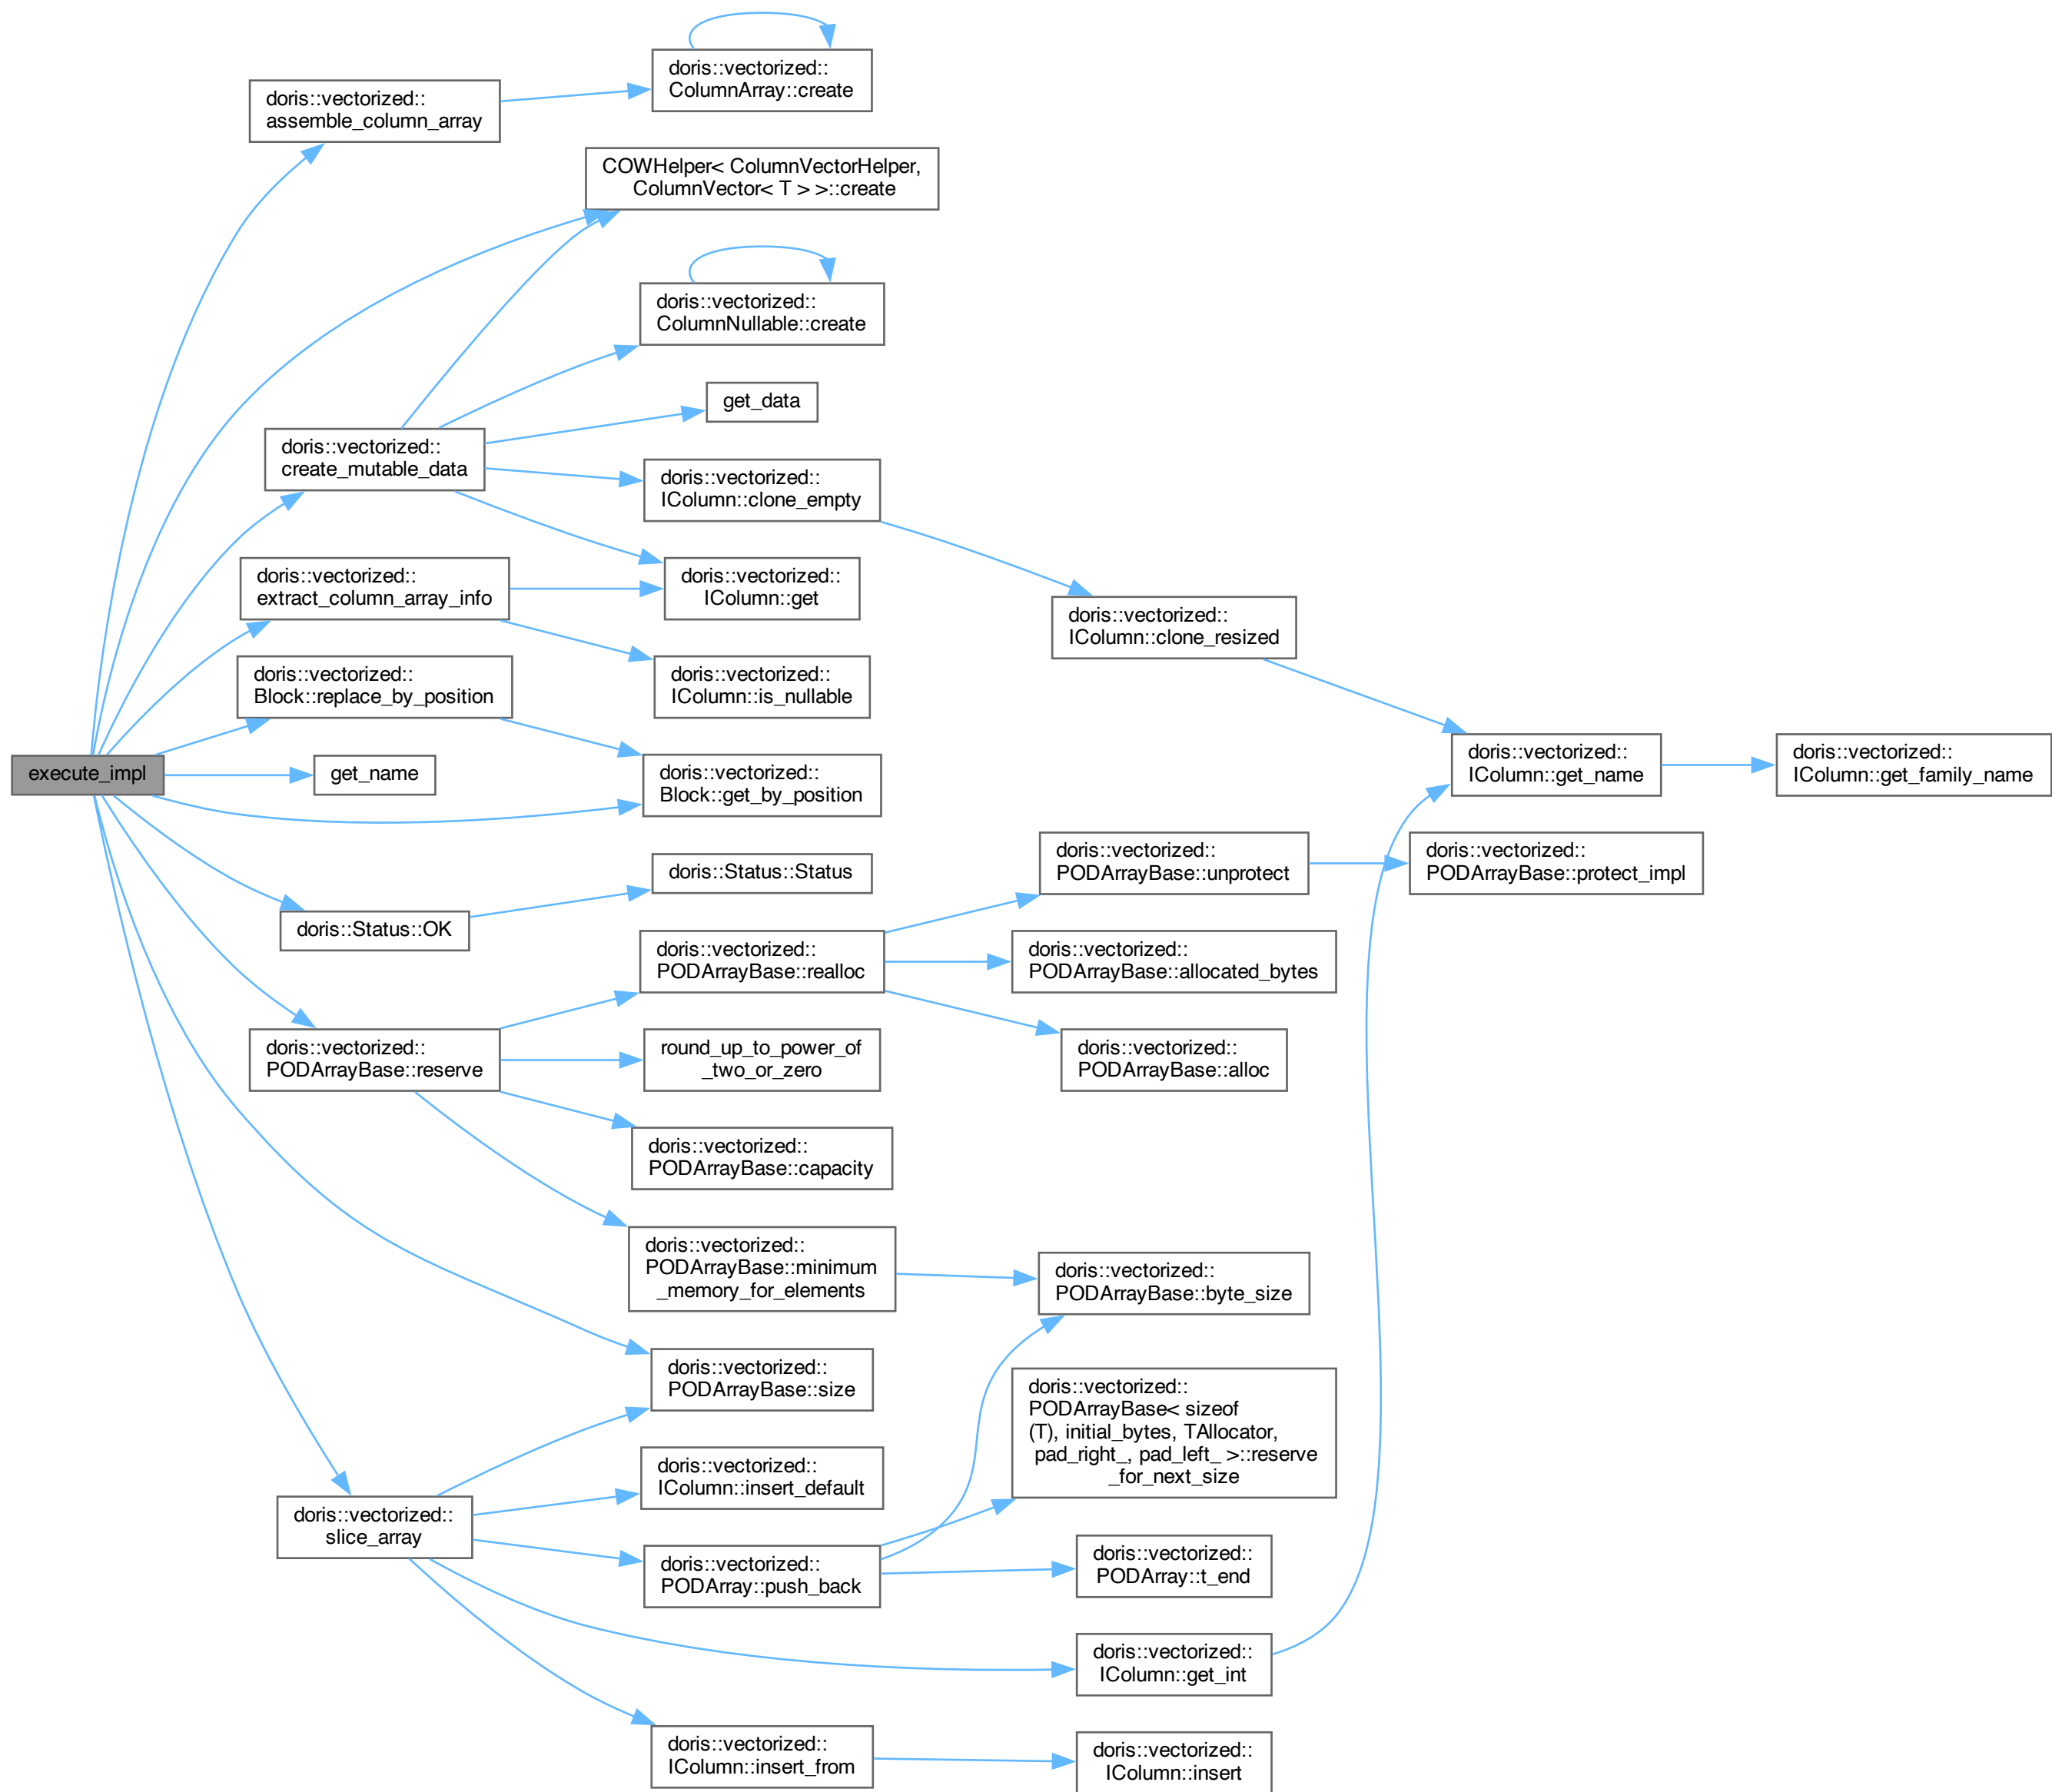 doris::vectorized::
ColumnArray::create
doris::vectorized::
assemble_column_array
COWHelper< ColumnVectorHelper,
ColumnVector< T > >::create
doris::vectorized::
ColumnNullable::create
get_data
doris::vectorized::
create_mutable_data
doris::vectorized::
IColumn::clone_empty
doris::vectorized::
extract_column_array_info
doris::vectorized::
IColumn::get
doris::vectorized::
IColumn::clone_resized
doris::vectorized::
Block::replace_by_position
doris::vectorized::
IColumn::is_nullable
execute_impl
get_name
doris::vectorized::
Block::get_by_position
doris::vectorized::
IColumn::get_name
doris::vectorized::
IColumn::get_family_name
doris::Status::Status
doris::vectorized::
PODArrayBase::unprotect
doris::vectorized::
PODArrayBase::protect_impl
doris::Status::OK
doris::vectorized::
PODArrayBase::realloc
doris::vectorized::
PODArrayBase::allocated_bytes
doris::vectorized::
PODArrayBase::reserve
round_up_to_power_of
_two_or_zero
doris::vectorized::
PODArrayBase::alloc
doris::vectorized::
PODArrayBase::capacity
doris::vectorized::
PODArrayBase::minimum
_memory_for_elements
doris::vectorized::
PODArrayBase::byte_size
doris::vectorized::
PODArrayBase::size
doris::vectorized::
PODArrayBase< sizeof
(T), initial_bytes, TAllocator,
pad_right_, pad_left_ >::reserve
_for_next_size
doris::vectorized::
IColumn::insert_default
doris::vectorized::
slice_array
doris::vectorized::
PODArray::push_back
doris::vectorized::
PODArray::t_end
doris::vectorized::
IColumn::get_int
doris::vectorized::
IColumn::insert_from
doris::vectorized::
IColumn::insert